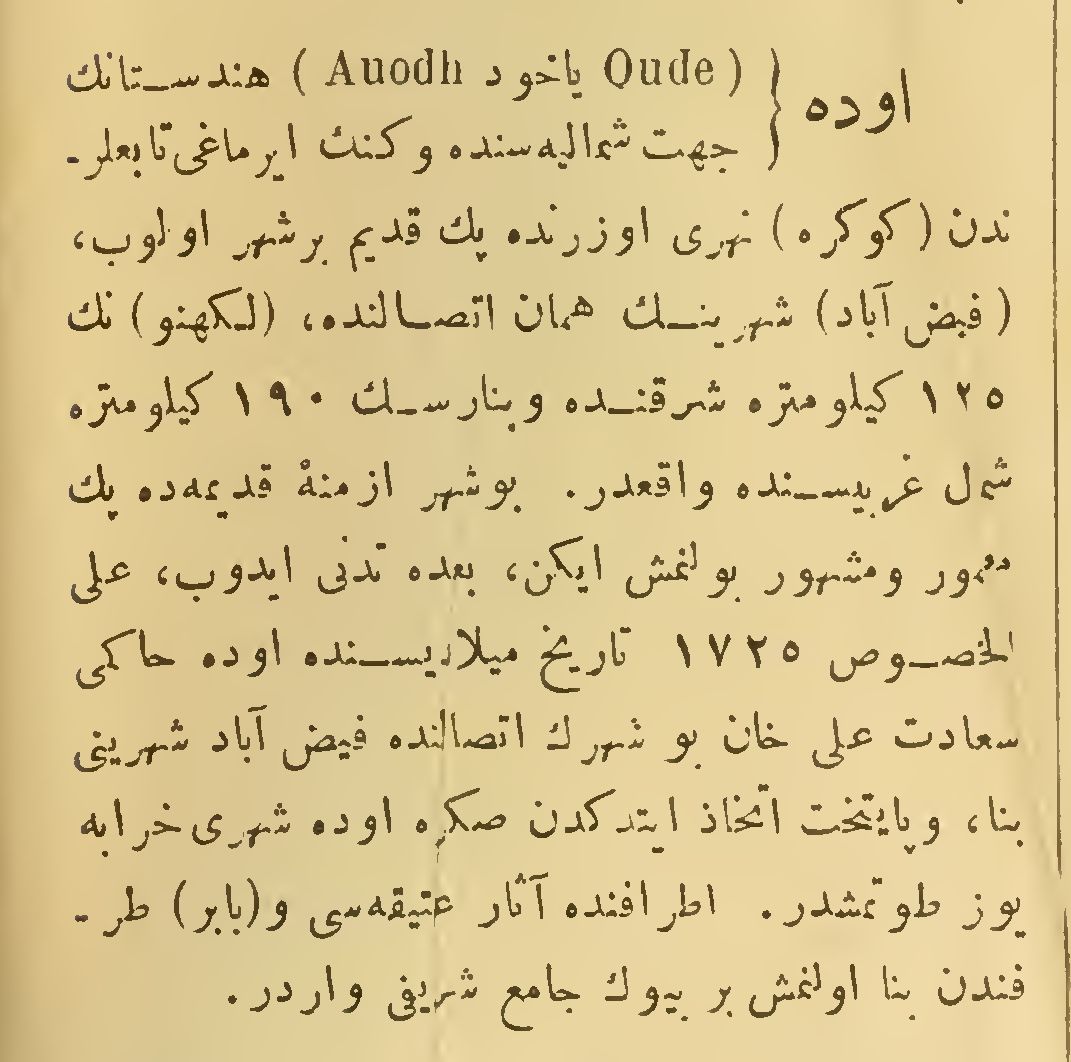 اوده { ( Oude ياخود Auodh ) هندستانك
جهت شماليه‌سنده وكنك ايرماغى تابعلر-
ندن (كوكره) نهرى اوزرنده پك قديم برشهر اولوب،
(فيض آباد) شهرينك همان اتصالنده، (لكهنو) نك
١٢٥ كيلومتره شرقنده وبنارسك ١٩٠ كيلومتره
شمال غربيسنده واقعدر. بوشهر ازمنهٔ قديمه‌ده پك
معمور ومشهور بولنمش ايكن، بعده تدنى ايدوب، على
الخصوص ١٧٢٥ تاريخ ميلاديسنده اوده حاكمى
سعادت على خان بو شهرك اتصالنده فيض آباد شهرينى
بنا، وپايتخت اتخاذ ايتدكدن صكره اوده شهرى خرابه
يوز طوتمشدر. اطرافنده آثار عتيقه‌سى و(بابر) طر-
فندن بنا اولنمش بر بيوك جامع شريفى واردر.